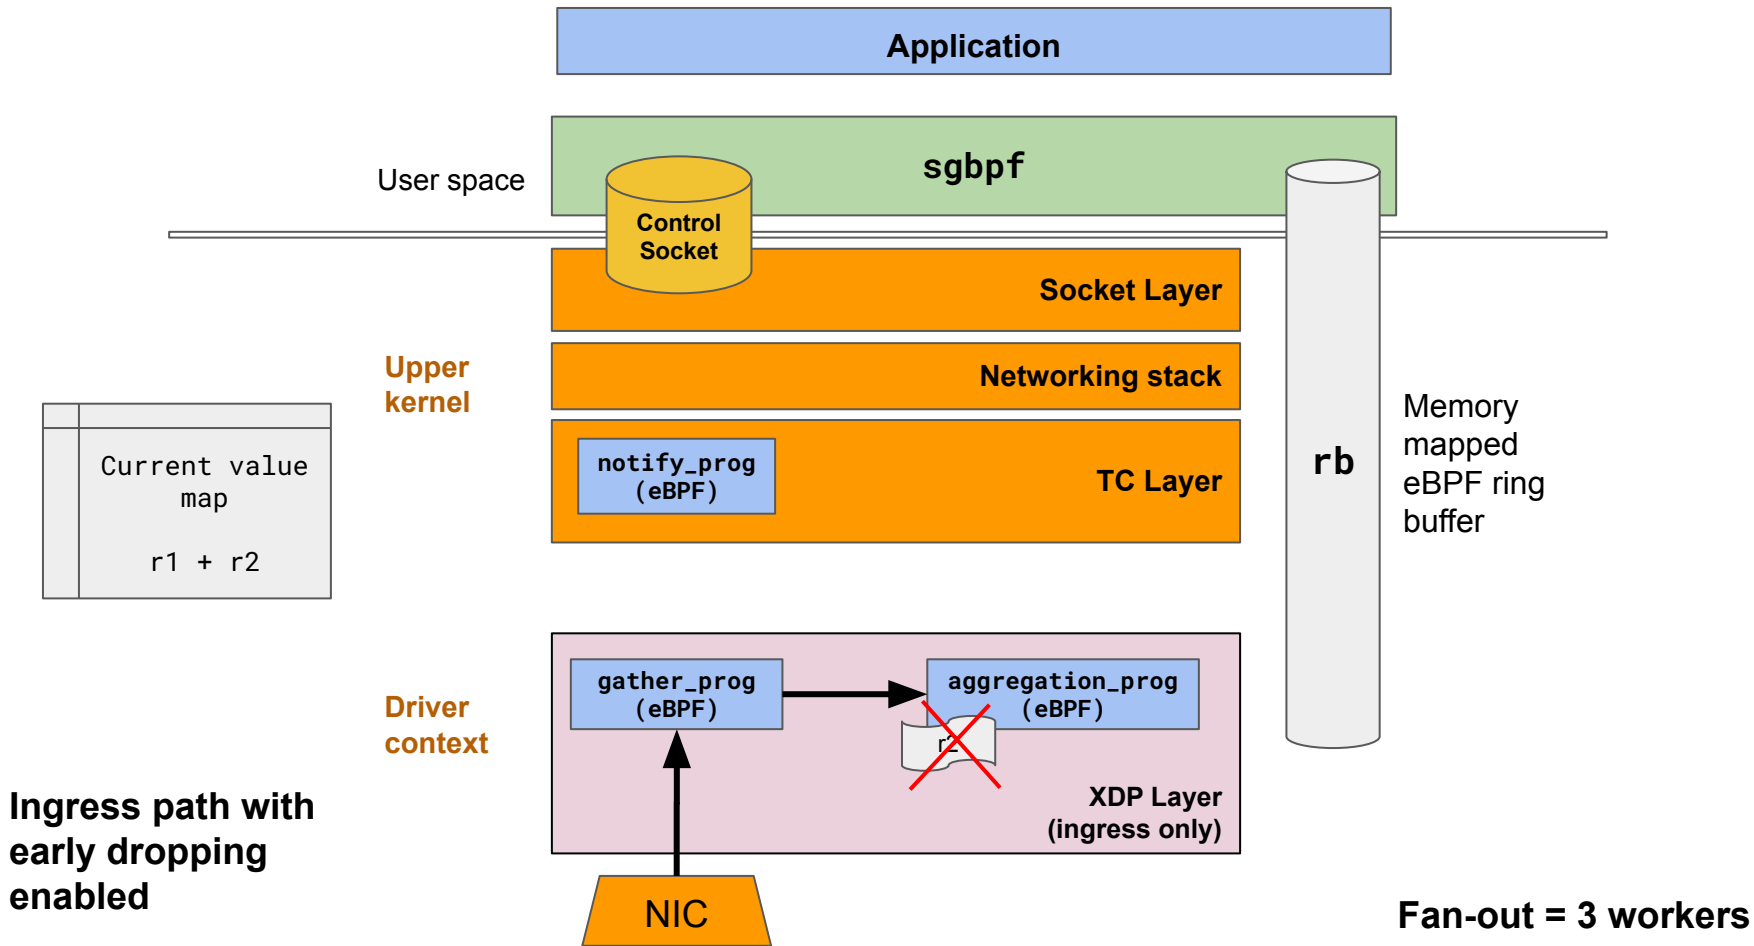 Application
sgbpf
User space
Control
Socket
Socket Layer
Upper
kernel
Networking stack
Current value
map
r1 + r2
notify_prog
(eBPF)
TC Layer
rb
Memory
mapped
eBPF ring
buffer
Driver
context
gather_prog
(eBPF)
aggregation_prog
(eBPF)
r2
XDP Layer
(ingress only)
Ingress path with
early dropping
enabled
NIC
Fan-out = 3 workers